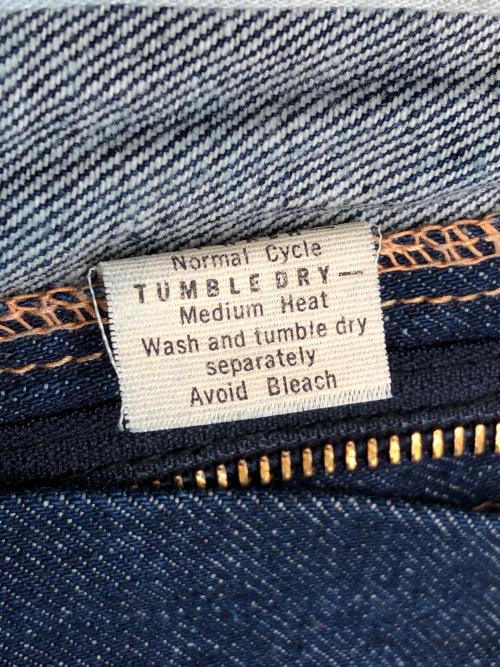 Normal Cycle
TUMBLE DRY—
Medium Heat
Wash and tumble dry
separately
Avoid Bleach